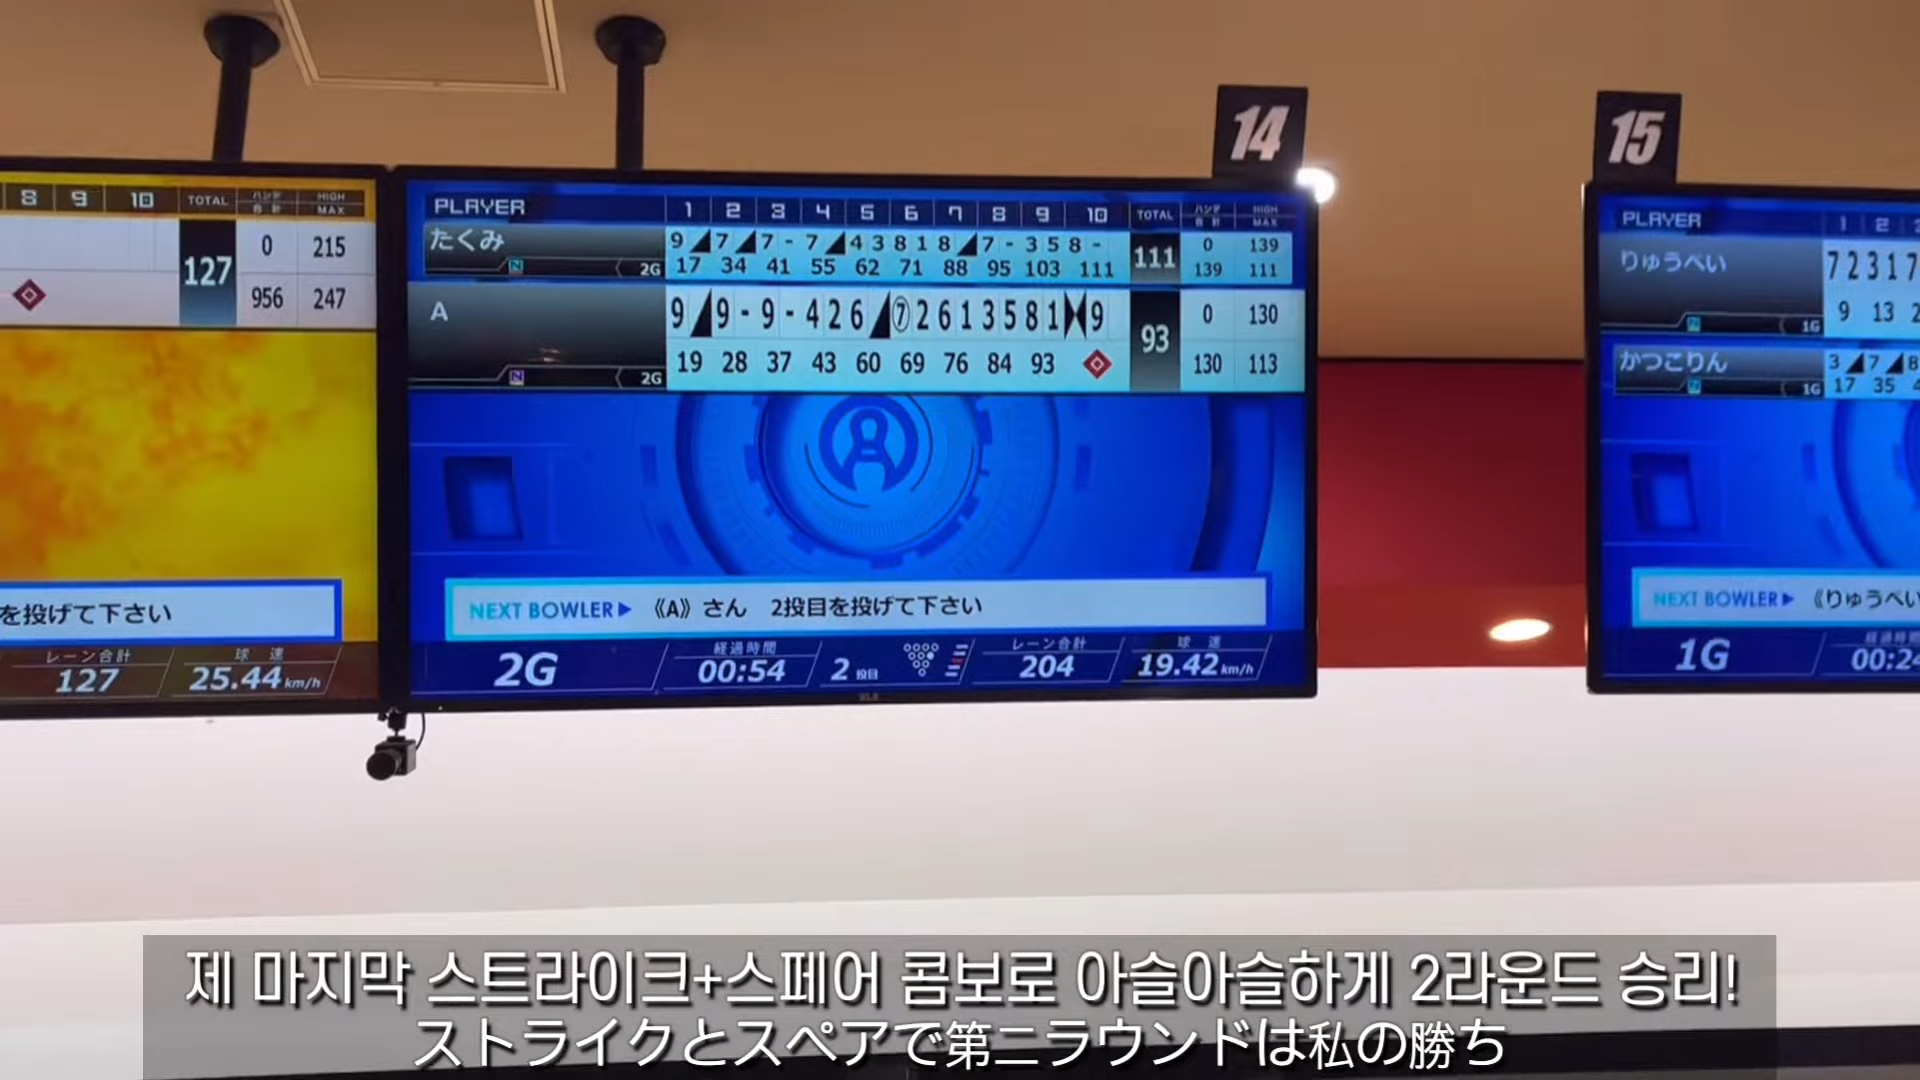 14
15
8 9 10 TOTAL ハンデ 合計 HIGH MAX
127 0 215
956 247
を投げて下さい
レーン合計 球速
127 25.44 km/h
PLAYER 1 2 3 4 5 6 7 8 9 10 TOTAL ハンデ 合計 HIGH MAX
たくみ 9 7 7 - 7 4 3 8 1 8 7 - 3 5 8 - 111 0 139
2G 17 34 41 55 62 71 88 95 103 111 139 111
A 9 9 - 9 - 4 2 6 ⑦ 2 6 1 3 5 8 1 9 93 0 130
2G 19 28 37 43 60 69 76 84 93 130 113
NEXT BOWLER▶ 《A》さん 2投目を投げて下さい
2G 経過時間 00:54 2投目 レーン合計 204 球速 19.42 km/h
PLAYER 1 2
りゅうべい 7 2 3 1 7
1G 9 13 2
かつこりん 3 7 8
1G 17 35
NEXT BOWLER▶ 《りゅうべい
1G 経過時間 00:24
제 마지막 스트라이크+스페어 콤보로 아슬아슬하게 2라운드 승리!
ストライクとスペアで第二ラウンドは私の勝ち